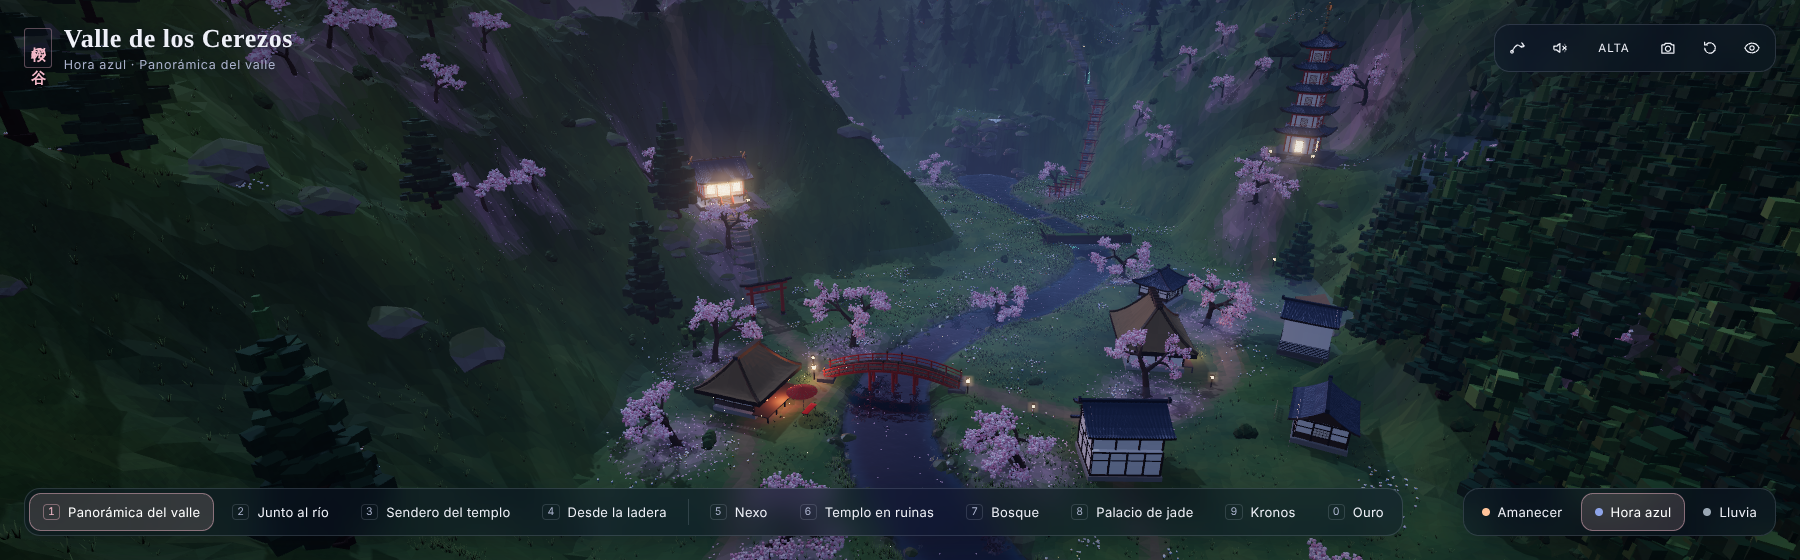 Valle de los Cerezos
Hora azul · Panorámica del valle
谷
ALTA
1 Panorámica del valle
2 Junto al río
3 Sendero del templo
4 Desde la ladera
5 Nexo
6 Templo en ruinas
7 Bosque
8 Palacio de jade
9 Kronos
0 Ouro
Amanecer
Hora azul
Lluvia